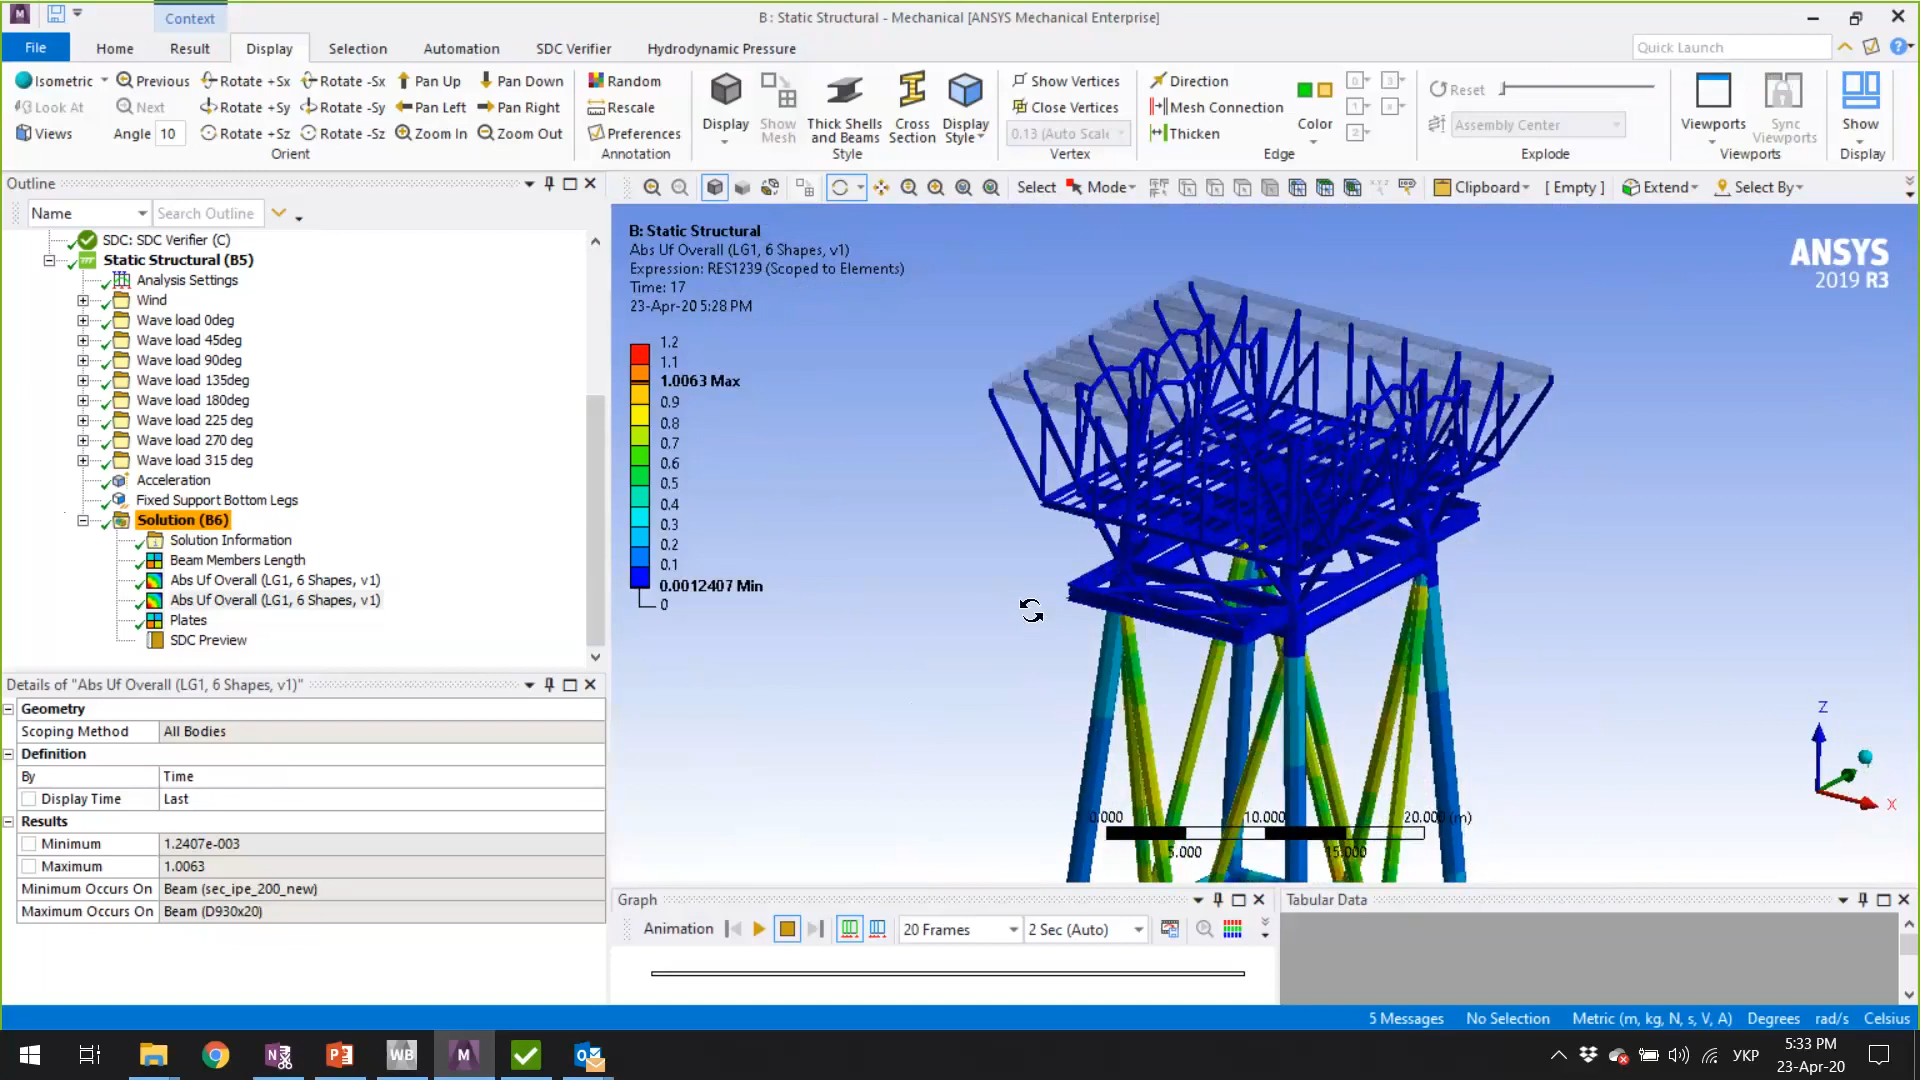 Context
B : Static Structural - Mechanical [ANSYS Mechanical Enterprise]
File
Home
Result
Display
Selection
Automation
SDC Verifier
Hydrodynamic Pressure
Quick Launch
Isometric
Previous
Rotate +Sx
Rotate -Sx
Pan Up
Pan Down
Look At
Next
Rotate +Sy
Rotate -Sy
Pan Left
Pan Right
Views
Angle 10
Rotate +Sz
Rotate -Sz
Zoom In
Zoom Out
Orient
Random
Rescale
Preferences
Annotation
Display
Show
Mesh
Thick Shells
and Beams
Cross
Section
Display
Style
Style
Show Vertices
Close Vertices
0.13 (Auto Scale
Vertex
Direction
Mesh Connection
Thicken
Color
Edge
Reset
Assembly Center
Explode
Viewports
Sync
Viewports
Viewports
Show
Display
Outline
Name
Search Outline
Select
Mode
Clipboard
[ Empty ]
Extend
Select By
SDC: SDC Verifier (C)
Static Structural (B5)
Analysis Settings
Wind
Wave load 0deg
Wave load 45deg
Wave load 90deg
Wave load 135deg
Wave load 180deg
Wave load 225 deg
Wave load 270 deg
Wave load 315 deg
Acceleration
Fixed Support Bottom Legs
Solution (B6)
Solution Information
Beam Members Length
Abs Uf Overall (LG1, 6 Shapes, v1)
Abs Uf Overall (LG1, 6 Shapes, v1)
Plates
SDC Preview
Details of "Abs Uf Overall (LG1, 6 Shapes, v1)"
Geometry
Scoping Method All Bodies
Definition
By Time
Display Time Last
Results
Minimum 1.2407e-003
Maximum 1.0063
Minimum Occurs On Beam (sec_ipe_200_new)
Maximum Occurs On Beam (D930x20)
B: Static Structural
Abs Uf Overall (LG1, 6 Shapes, v1)
Expression: RES1239 (Scoped to Elements)
Time: 17
23-Apr-20 5:28 PM
1.2
1.1
1.0063 Max
0.9
0.8
0.7
0.6
0.5
0.4
0.3
0.2
0.1
0.0012407 Min
0
ANSYS
2019 R3
Z
X
0.000
10.000
20.000 (m)
5.000
15.000
Graph
Animation
20 Frames
2 Sec (Auto)
Tabular Data
5 Messages
No Selection
Metric (m, kg, N, s, V, A)
Degrees
rad/s
Celsius
WB
M
УКР
5:33 PM
23-Apr-20